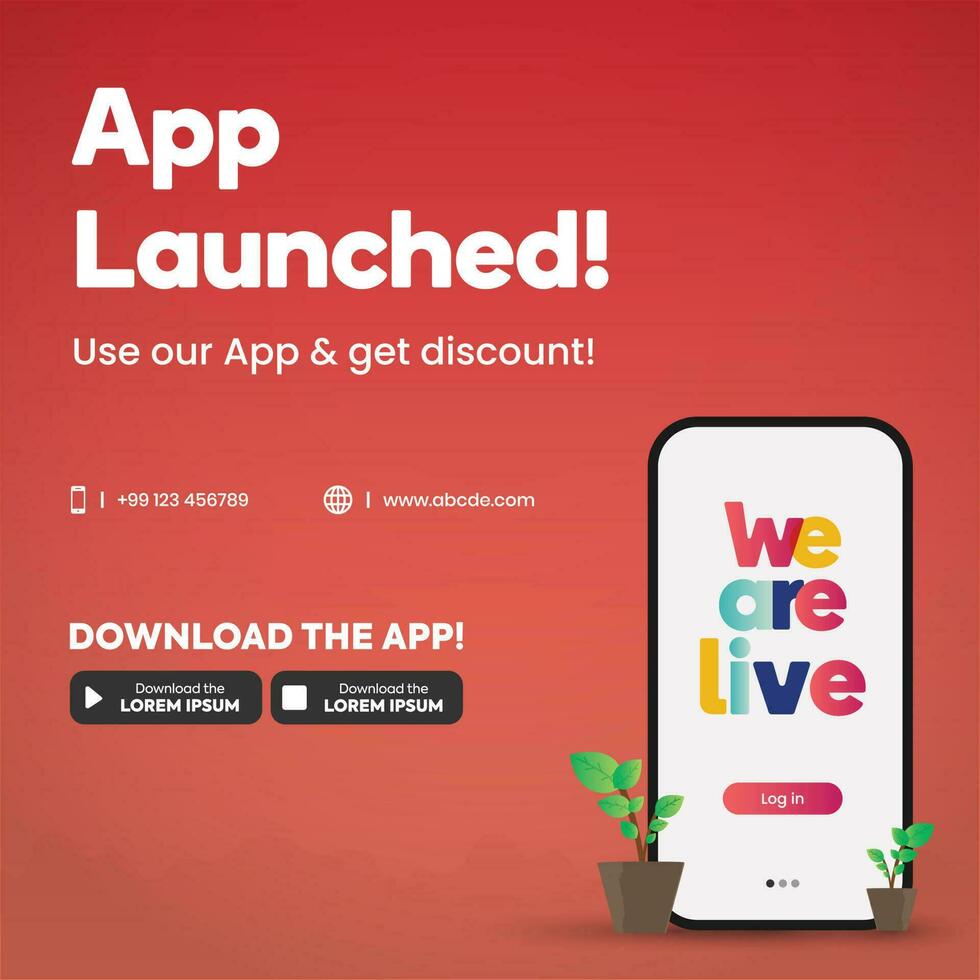 App
Launched!
Use our App & get discount!
+99 123 456789 | www.abcde.com
DOWNLOAD THE APP!
Download the
LOREM IPSUM
Download the
LOREM IPSUM
we
are
live
Log in